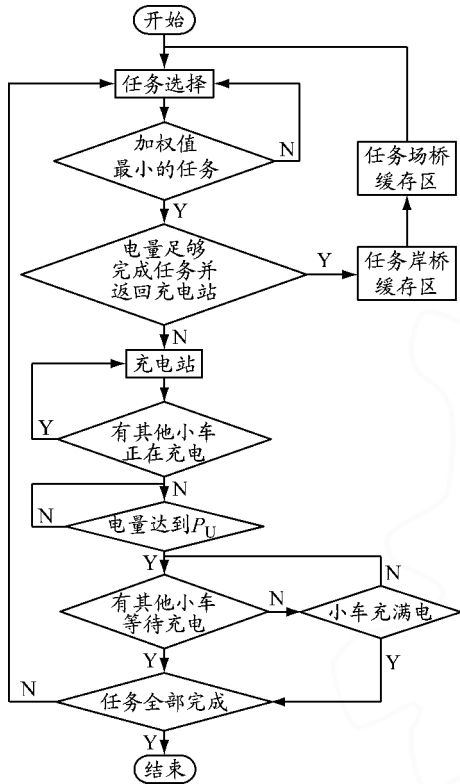 开始
任务选择
加权值
最小的任务
N
Y
任务场桥
缓存区
电量足够
完成任务并
返回充电站
Y
任务岸桥
缓存区
N
充电站
Y
有其他小车
正在充电
N
N
电量达到P_U
Y
N
有其他小车
等待充电
N
小车充满电
Y
Y
N
任务全部完成
Y
结束